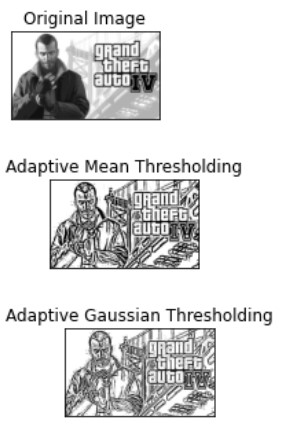 Original Image
grand
theft
auto IV
Adaptive Mean Thresholding
grand
theft
auto IV
Adaptive Gaussian Thresholding
grand
theft
auto IV